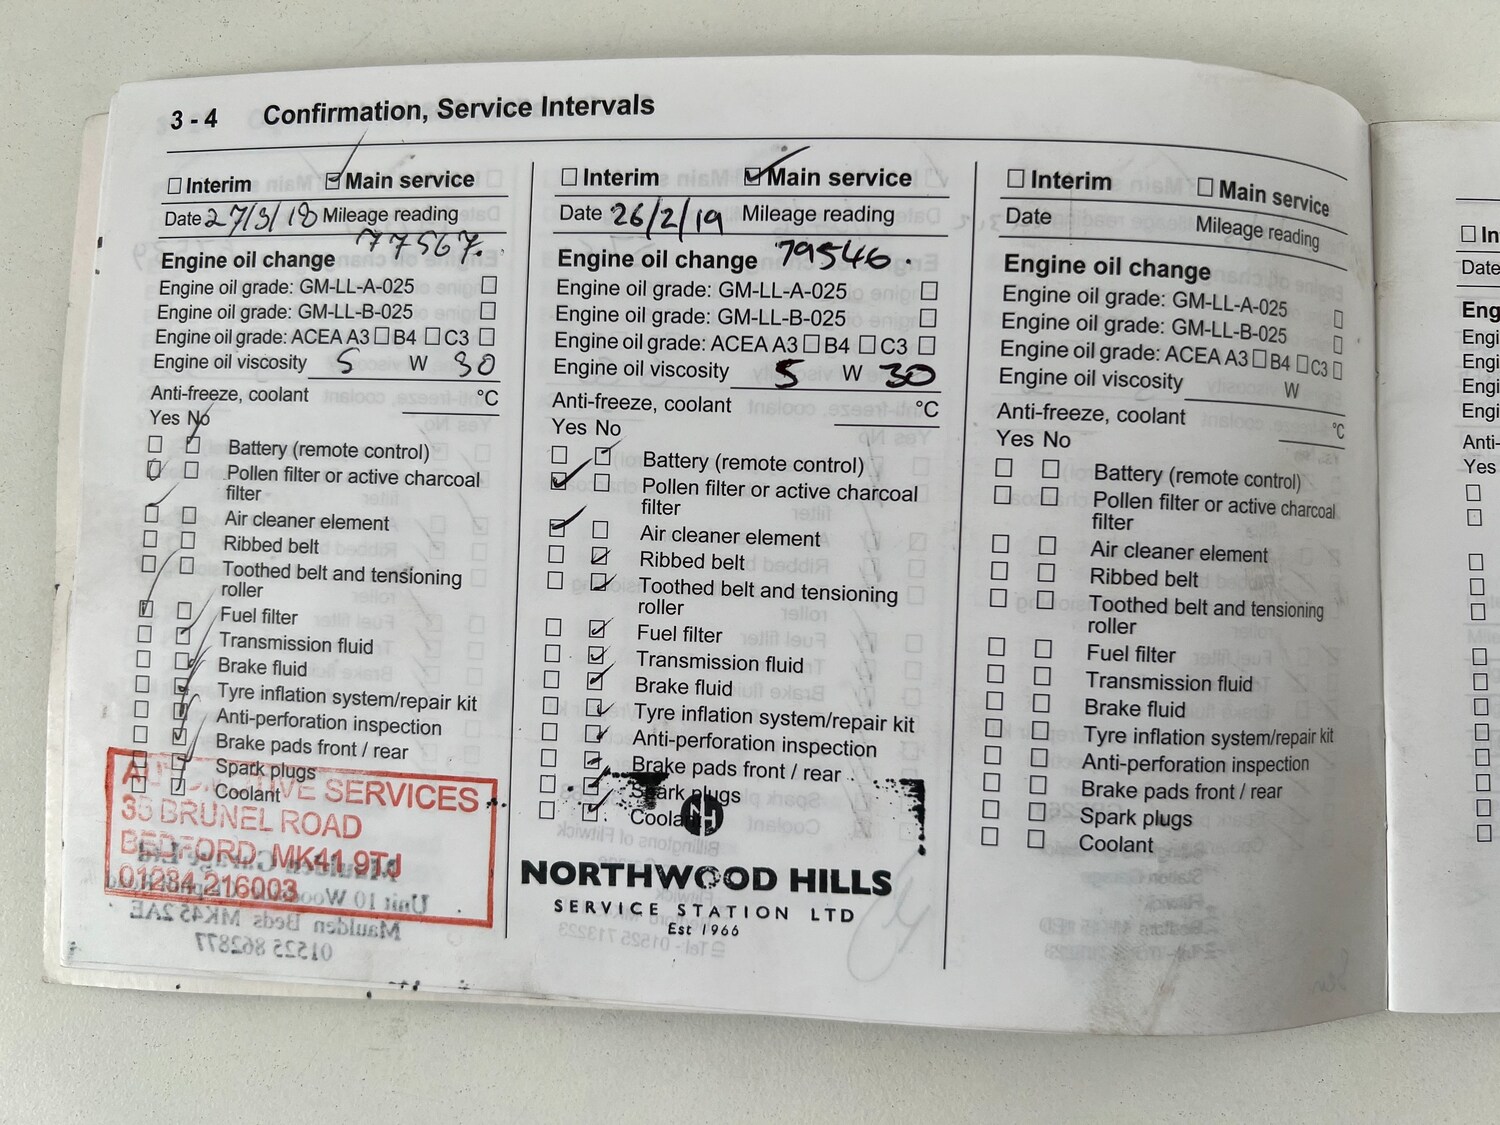 3 - 4 Confirmation, Service Intervals
Interim Main service
Date 27/3/18 Mileage reading
77567.
Engine oil change
Engine oil grade: GM-LL-A-025
Engine oil grade: GM-LL-B-025
Engine oil grade: ACEA A3 B4 C3
Engine oil viscosity 5 W 30
Anti-freeze, coolant °C
Yes No
Battery (remote control)
Pollen filter or active charcoal
filter
Air cleaner element
Ribbed belt
Toothed belt and tensioning
roller
Fuel filter
Transmission fluid
Brake fluid
Tyre inflation system/repair kit
Anti-perforation inspection
Brake pads front / rear
Spark plugs
Coolant
SERVICES
BRUNEL ROAD
BEDFORD. MK41 9TJ
01234 216003
Interim Main service
Date 26/2/19 Mileage reading
Engine oil change 79546.
Engine oil grade: GM-LL-A-025
Engine oil grade: GM-LL-B-025
Engine oil grade: ACEA A3 B4 C3
Engine oil viscosity 5 W 30
Anti-freeze, coolant °C
Yes No
Battery (remote control)
Pollen filter or active charcoal
filter
Air cleaner element
Ribbed belt
Toothed belt and tensioning
roller
Fuel filter
Transmission fluid
Brake fluid
Tyre inflation system/repair kit
Anti-perforation inspection
Brake pads front / rear
Spark plugs
Coolant
NH
NORTHWOOD HILLS
SERVICE STATION LTD
Est 1966
Interim Main service
Date Mileage reading
Engine oil change
Engine oil grade: GM-LL-A-025
Engine oil grade: GM-LL-B-025
Engine oil grade: ACEA A3 B4 C3
Engine oil viscosity W
Anti-freeze, coolant °C
Yes No
Battery (remote control)
Pollen filter or active charcoal
filter
Air cleaner element
Ribbed belt
Toothed belt and tensioning
roller
Fuel filter
Transmission fluid
Brake fluid
Tyre inflation system/repair kit
Anti-perforation inspection
Brake pads front / rear
Spark plugs
Coolant
In
Date
Eng
Engi
Engi
Engi
Engi
Anti-
Yes